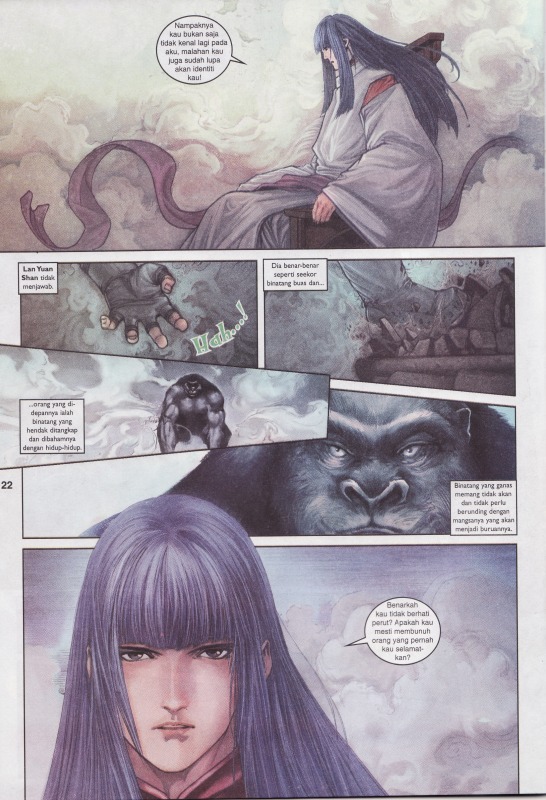 Nampaknya
kau bukan saja
tidak kenal lagi pada
aku, malahan kau
juga sudah lupa
akan identiti
kau!
Lan Yuan
Shan tidak
menjawab.
Hah...!
Dia benar-benar
seperti seekor
binatang buas dan...
...orang yang di-
depannya ialah
binatang yang
hendak ditangkap
dan dibahamnya
dengan hidup-hidup.
22
Binatang yang ganas
memang tidak akan
dan tidak perlu
berunding dengan
mangsanya yang akan
menjadi buruannya.
Benarkah
kau tidak berhati
perut? Apakah kau
mesti membunuh
orang yang pernah
kau selamat-
kan?